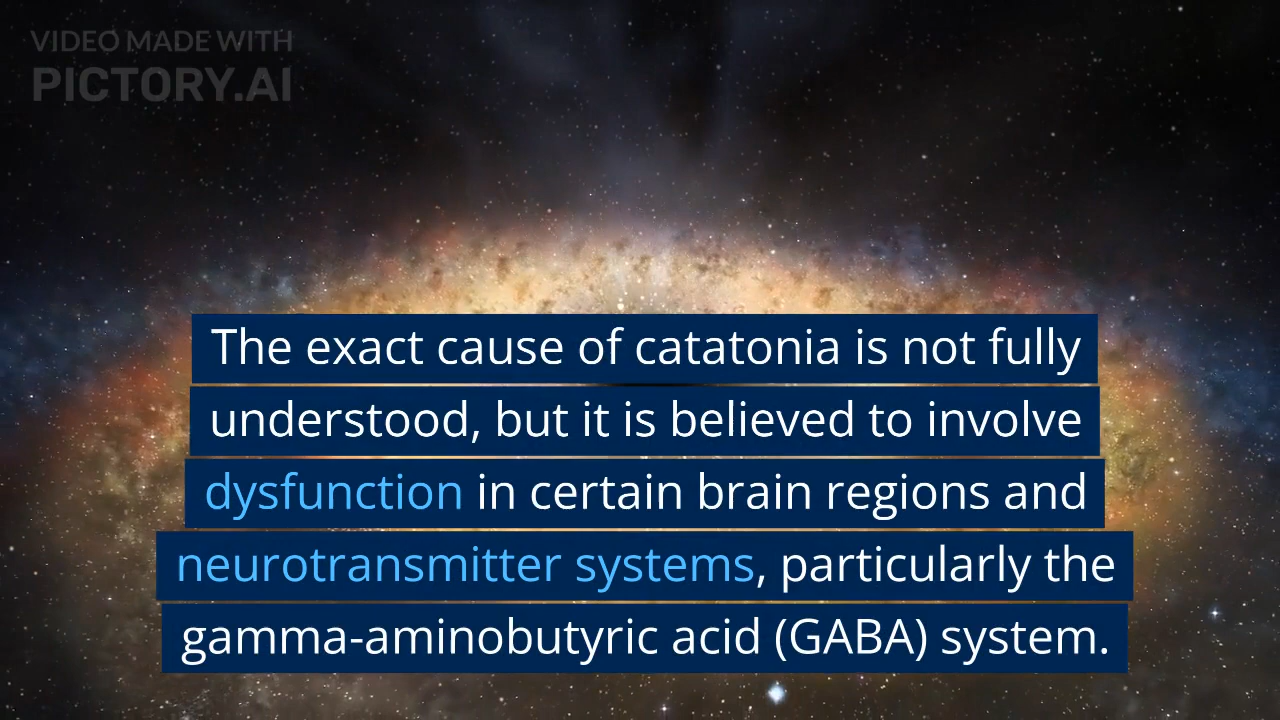 VIDEO MADE WITH
PICTORY.AI
The exact cause of catatonia is not fully
understood, but it is believed to involve
dysfunction in certain brain regions and
neurotransmitter systems, particularly the
gamma-aminobutyric acid (GABA) system.